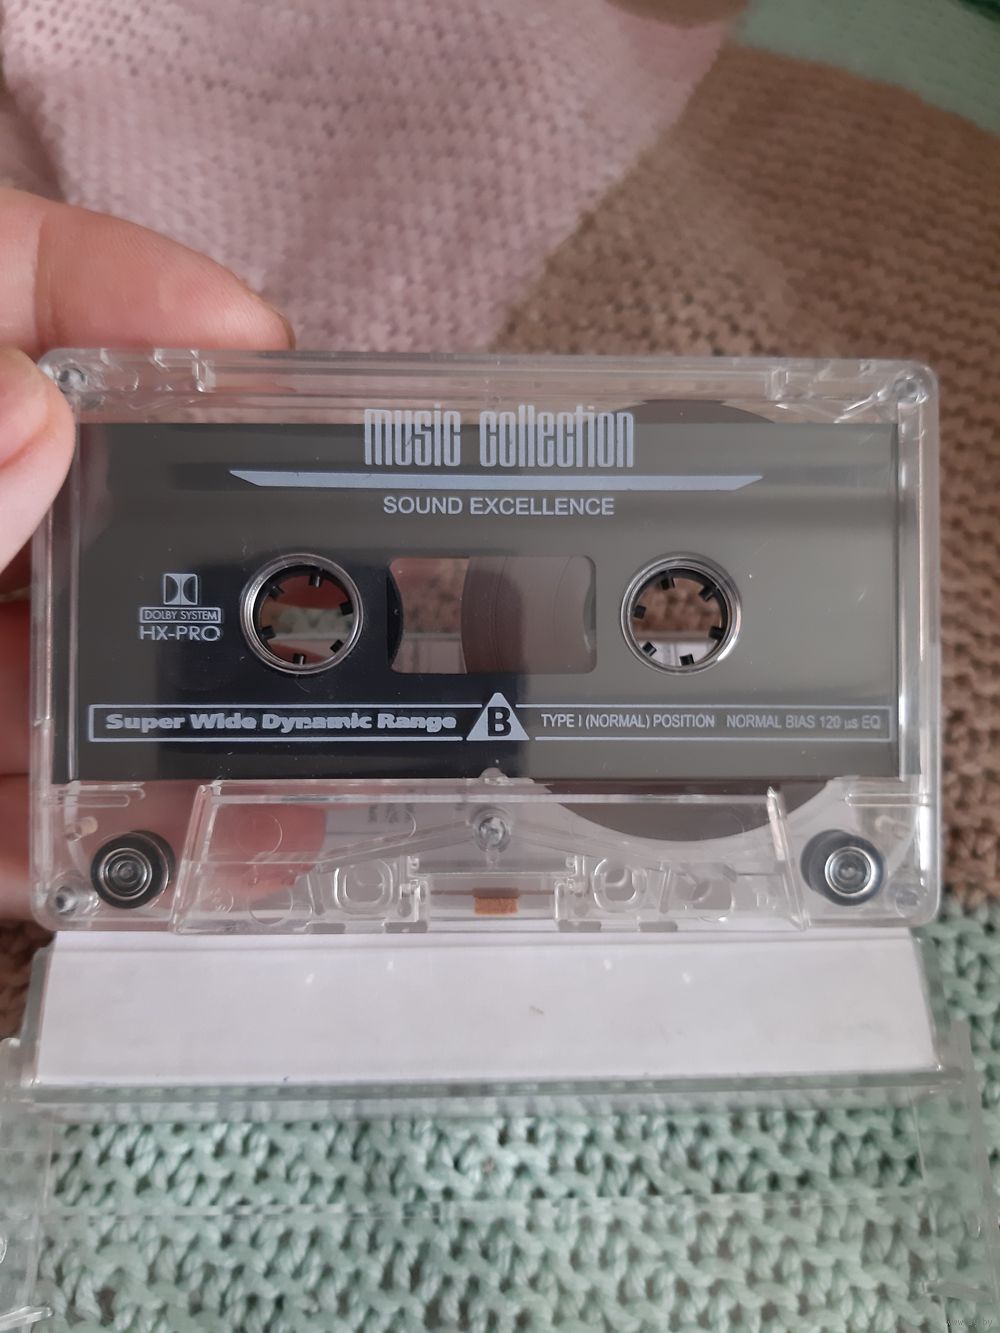 music collection
SOUND EXCELLENCE
DOLBY SYSTEM
HX-PRO
Super Wide Dynamic Range
B
TYPE I (NORMAL) POSITION NORMAL BIAS 120 µs EQ